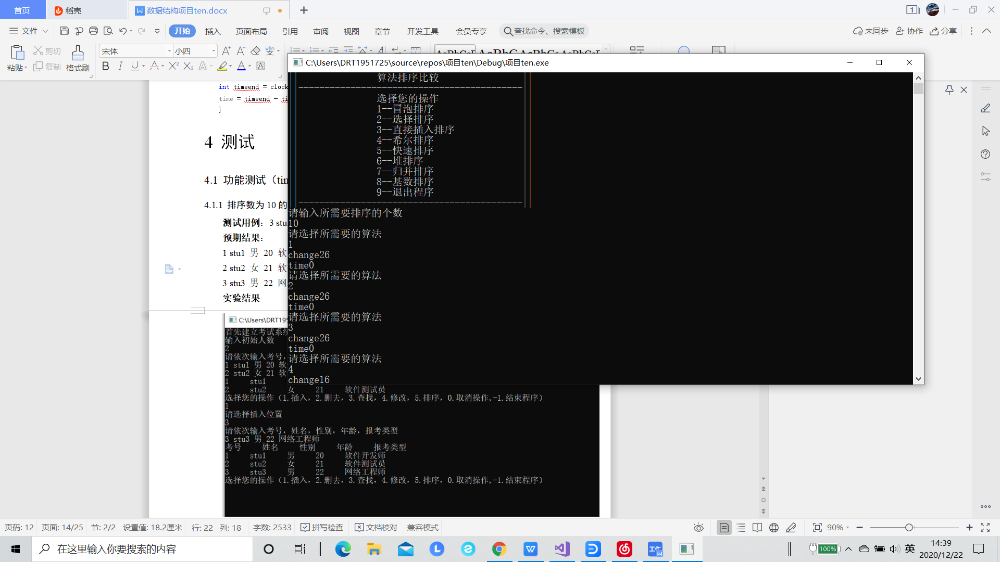 首页
稻壳
数据结构项目ten.docx
1
文件
开始
插入
页面布局
引用
审阅
视图
章节
开发工具
会员专享
查找命令、搜索模板
未同步
协作
分享
粘贴
剪切
复制
格式刷
宋体
小四
int timeend = clock
time = timeend - ti
}
4 测试
4.1 功能测试（tim
4.1.1 排序数为 10 的
测试用例：3 stu
预期结果：
1 stu1 男 20 软
2 stu2 女 21 软
3 stu3 男 22 网
实验结果
C:\Users\DRT195
首先建立考试系统
输入初始人数
2
请依次输入考号，
1 stu1 男 20 软
2 stu2 女 21 软
1 stu1
2 stu2 女 21 软件测试员
选择您的操作（1.插入，2.删去，3.查找，4.修改，5.排序，0.取消操作,-1.结束程序）
1
请选择插入位置
3
请依次输入考号，姓名，性别，年龄，报考类型
3 stu3 男 22 网络工程师
考号 姓名 性别 年龄 报考类型
1 stu1 男 20 软件开发师
2 stu2 女 21 软件测试员
3 stu3 男 22 网络工程师
选择您的操作（1.插入，2.删去，3.查找，4.修改，5.排序，0.取消操作,-1.结束程序）
C:\Users\DRT1951725\source\repos\项目ten\Debug\项目ten.exe
算法排序比较
选择您的操作
1--冒泡排序
2--选择排序
3--直接插入排序
4--希尔排序
5--快速排序
6--堆排序
7--归并排序
8--基数排序
9--退出程序
请输入所需要排序的个数
10
请选择所需要的算法
1
change26
time0
请选择所需要的算法
2
change26
time0
请选择所需要的算法
3
change26
time0
请选择所需要的算法
4
change16
页码: 12
页面: 14/25
节: 2/2
设置值: 18.2厘米
行: 22
列: 18
字数: 2533
拼写检查
文档校对
兼容模式
90%
在这里输入你要搜索的内容
100%
英
14:39
2020/12/22